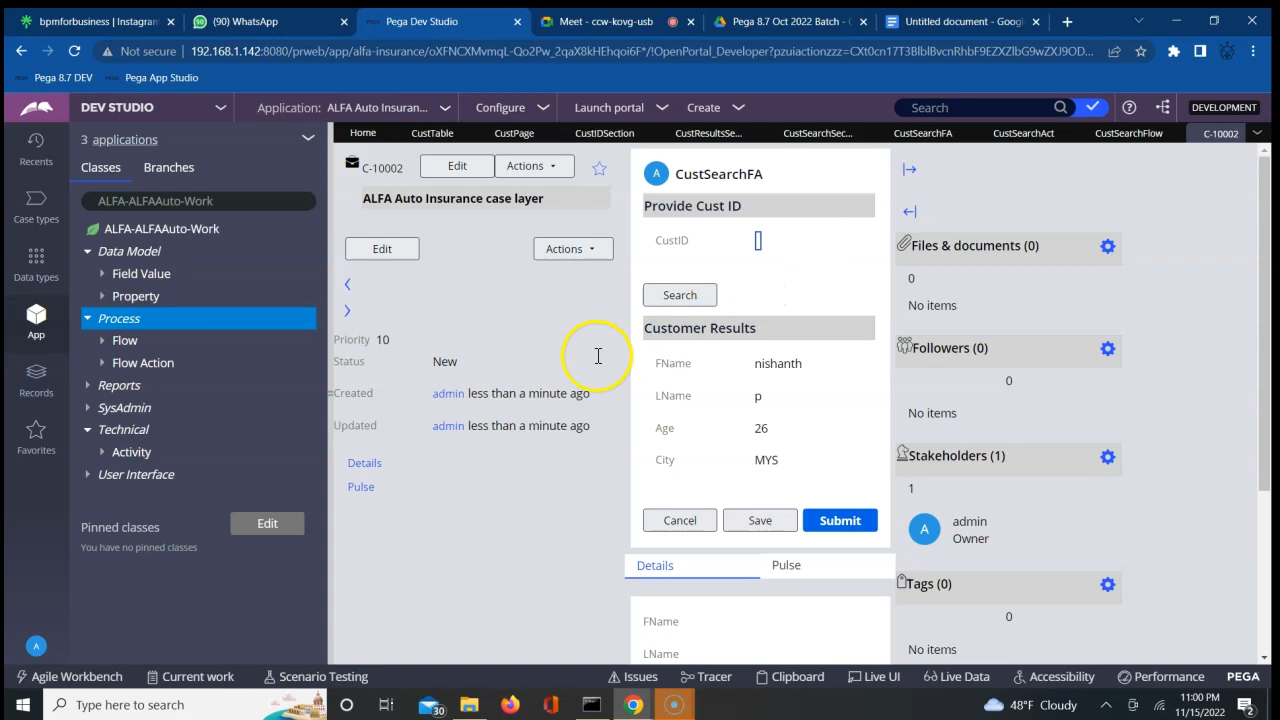 bpmforbusiness | Instagram
(90) WhatsApp
Pega Dev Studio
Meet - ccw-kovg-usb
Pega 8.7 Oct 2022 Batch -
Untitled document - Google
Not secure
192.168.1.142:8080/prweb/app/alfa-insurance/oXFNCXMvmqL-Qo2Pw_2qaX8kHEhqoi6F*/!OpenPortal_Developer?pzuiactionzzz=CXt0cn17T3BlblBvcnRhbF9EZXZlbG9wZXJ9OD...
Pega 8.7 DEV
Pega App Studio
DEV STUDIO
Application: ALFA Auto Insuran...
Configure
Launch portal
Create
Search
DEVELOPMENT
Recents
Case types
Data types
App
Records
Favorites
A
3 applications
Classes
Branches
ALFA-ALFAAuto-Work
ALFA-ALFAAuto-Work
Data Model
Field Value
Property
Process
Flow
Flow Action
Reports
SysAdmin
Technical
Activity
User Interface
Pinned classes
Edit
You have no pinned classes
Home
CustTable
CustPage
CustIDSection
CustResultsSe...
CustSearchSec...
CustSearchFA
CustSearchAct
CustSearchFlow
C-10002
C-10002
Edit
Actions
ALFA Auto Insurance case layer
Edit
Actions
Priority 10
Status New
Created admin less than a minute ago
Updated admin less than a minute ago
Details
Pulse
A CustSearchFA
Provide Cust ID
CustID
Search
Customer Results
FName nishanth
LName p
Age 26
City MYS
Cancel
Save
Submit
Details
Pulse
FName
LName
Files & documents (0)
0
No items
Followers (0)
0
No items
Stakeholders (1)
1
A
admin
Owner
Tags (0)
0
No items
Agile Workbench
Current work
Scenario Testing
Issues
Tracer
Clipboard
Live UI
Live Data
Accessibility
Performance
PEGA
Type here to search
30
48°F Cloudy
11:00 PM
11/15/2022
2